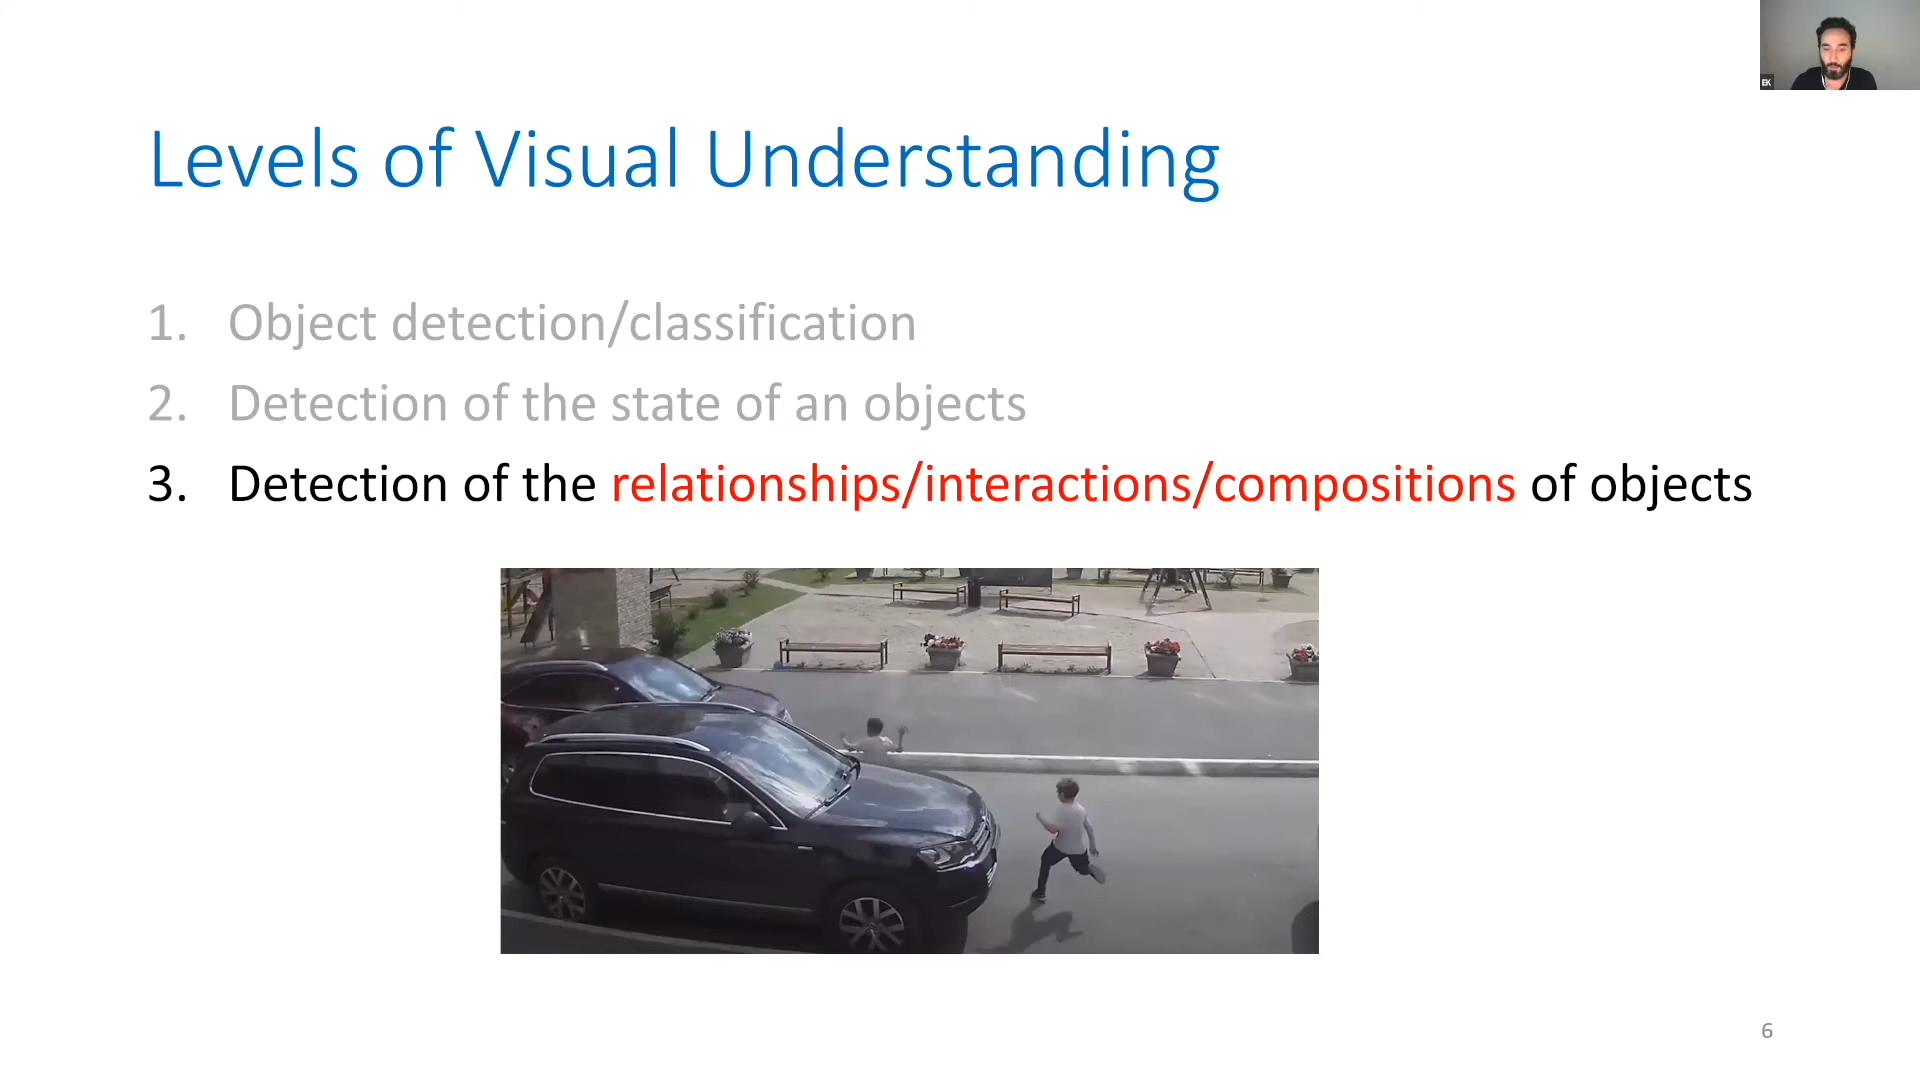 EK
Levels of Visual Understanding
1. Object detection/classification
2. Detection of the state of an objects
3. Detection of the relationships/interactions/compositions of objects
6